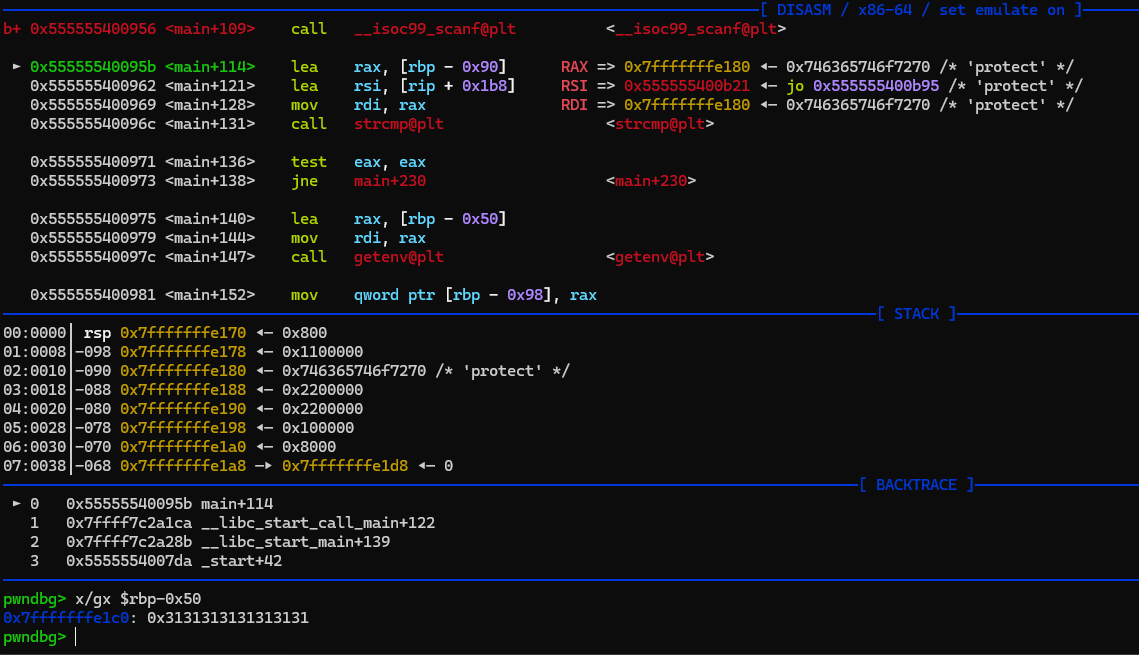 [ DISASM / x86-64 / set emulate on ]
b+ 0x555555400956 <main+109>    call   __isoc99_scanf@plt          <__isoc99_scanf@plt>
► 0x55555540095b <main+114>    lea    rax, [rbp - 0x90]      RAX => 0x7fffffffe180 ◂— 0x746365746f7270 /* 'protect' */
0x555555400962 <main+121>    lea    rsi, [rip + 0x1b8]     RSI => 0x555555400b21 ◂— jo 0x555555400b95 /* 'protect' */
0x555555400969 <main+128>    mov    rdi, rax               RDI => 0x7fffffffe180 ◂— 0x746365746f7270 /* 'protect' */
0x55555540096c <main+131>    call   strcmp@plt                  <strcmp@plt>
0x555555400971 <main+136>    test   eax, eax
0x555555400973 <main+138>    jne    main+230                    <main+230>
0x555555400975 <main+140>    lea    rax, [rbp - 0x50]
0x555555400979 <main+144>    mov    rdi, rax
0x55555540097c <main+147>    call   getenv@plt                  <getenv@plt>
0x555555400981 <main+152>    mov    qword ptr [rbp - 0x98], rax
[ STACK ]
00:0000│ rsp 0x7fffffffe170 ◂— 0x800
01:0008│-098 0x7fffffffe178 ◂— 0x1100000
02:0010│-090 0x7fffffffe180 ◂— 0x746365746f7270 /* 'protect' */
03:0018│-088 0x7fffffffe188 ◂— 0x2200000
04:0020│-080 0x7fffffffe190 ◂— 0x2200000
05:0028│-078 0x7fffffffe198 ◂— 0x100000
06:0030│-070 0x7fffffffe1a0 ◂— 0x8000
07:0038│-068 0x7fffffffe1a8 —▸ 0x7fffffffe1d8 ◂— 0
[ BACKTRACE ]
► 0   0x55555540095b main+114
1   0x7ffff7c2a1ca __libc_start_call_main+122
2   0x7ffff7c2a28b __libc_start_main+139
3   0x5555554007da _start+42
pwndbg> x/gx $rbp-0x50
0x7fffffffe1c0: 0x3131313131313131
pwndbg>